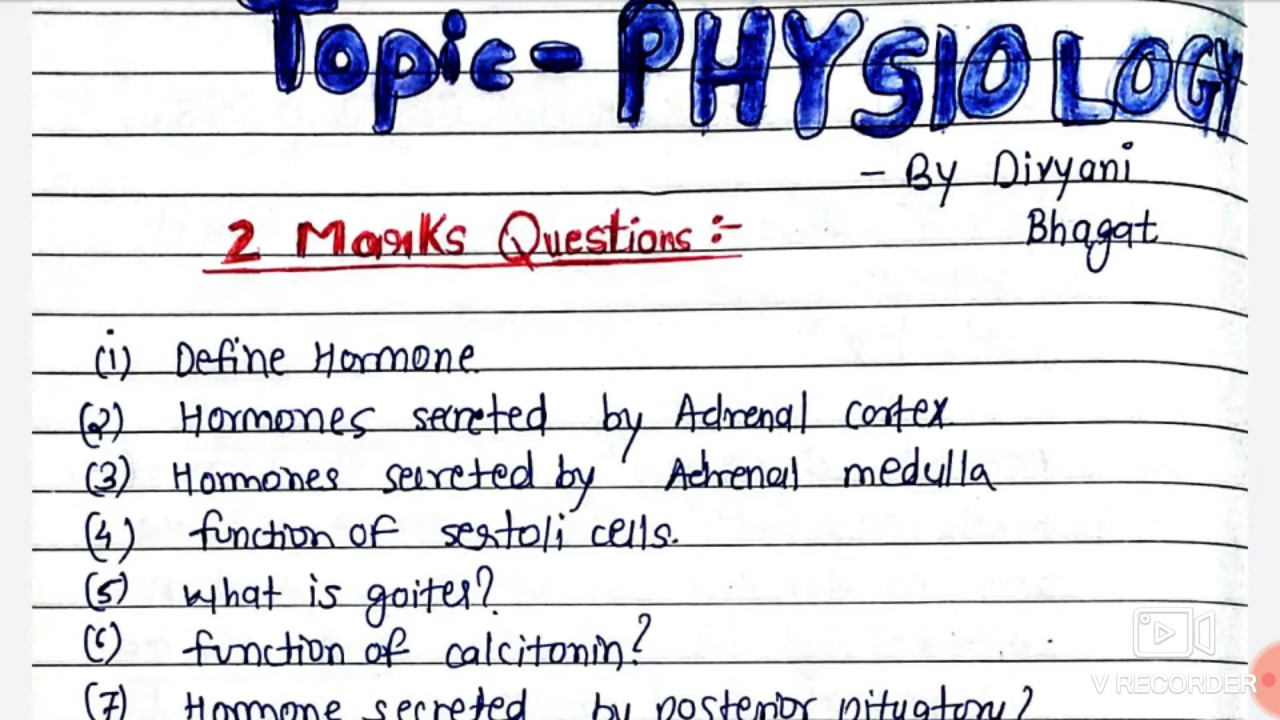 Topic - PHYSIOLOGY
- By Divyani
Bhagat
2 Marks Questions :-
(1) Define Hormone.
(2) Hormones secreted by Adrenal cortex
(3) Hormones secreted by Adrenal medulla
(4) function of sertoli cells.
(5) what is goiter?
(6) function of calcitonin?
(7) Hormone secreted by posterior pituatory?
V RECORDER